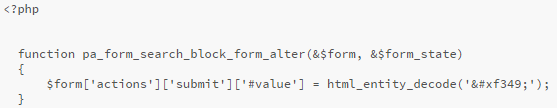 <?php
function pa_form_search_block_form_alter(&$form, &$form_state)
{
$form['actions']['submit']['#value'] = html_entity_decode('&#xf349;');
}